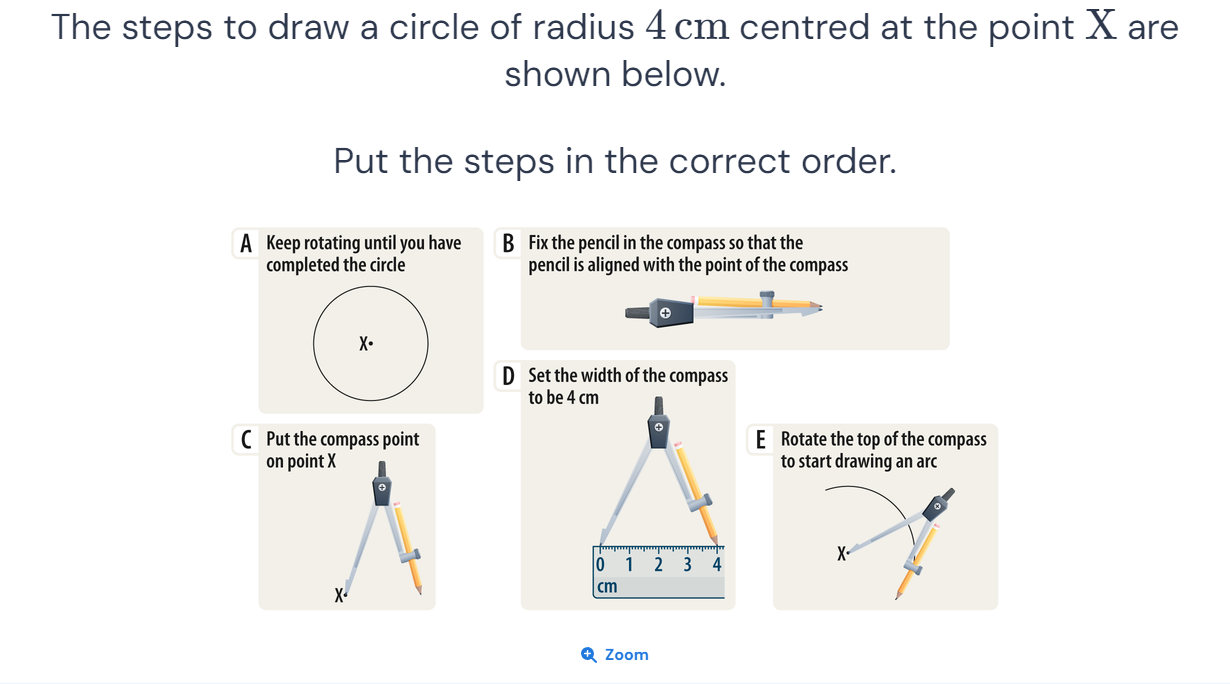 The steps to draw a circle of radius 4 cm centred at the point X are
shown below.
Put the steps in the correct order.
A Keep rotating until you have
completed the circle
X
B Fix the pencil in the compass so that the
pencil is aligned with the point of the compass
C Put the compass point
on point X
X
D Set the width of the compass
to be 4 cm
0 1 2 3 4
cm
E Rotate the top of the compass
to start drawing an arc
X
Zoom